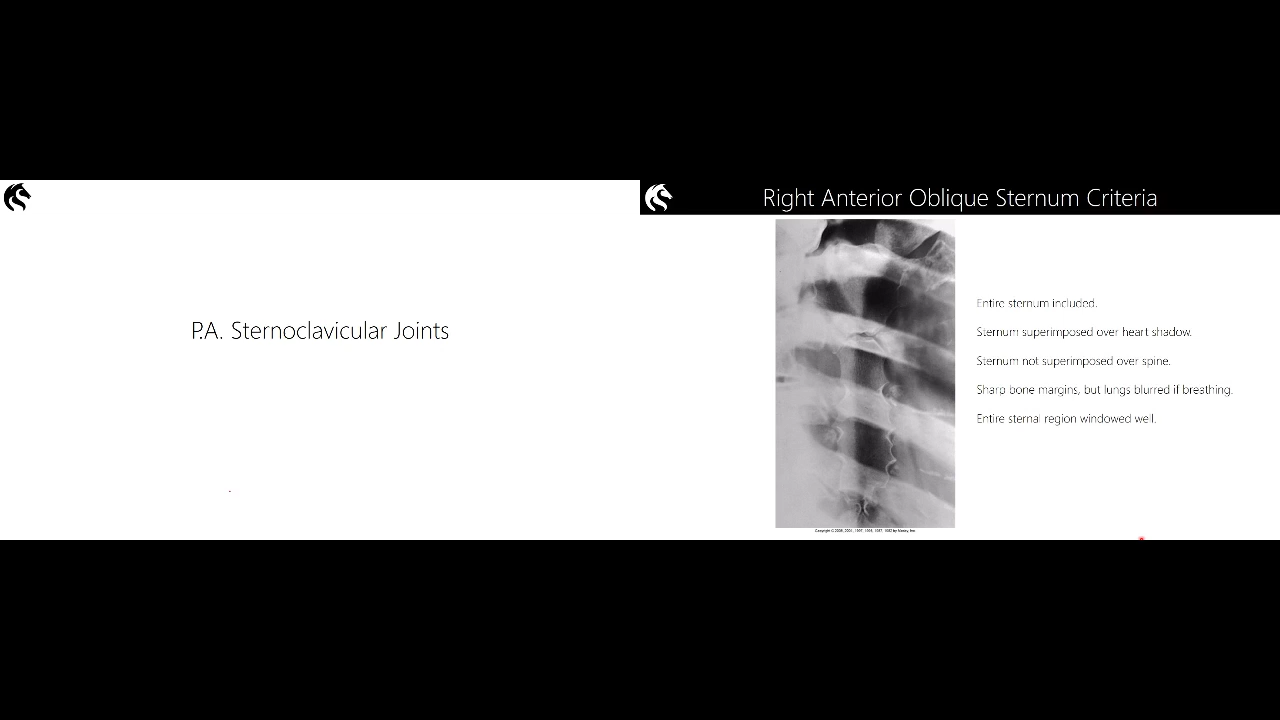 P.A. Sternoclavicular Joints
Right Anterior Oblique Sternum Criteria
Entire sternum included.
Sternum superimposed over heart shadow.
Sternum not superimposed over spine.
Sharp bone margins, but lungs blurred if breathing.
Entire sternal region windowed well.